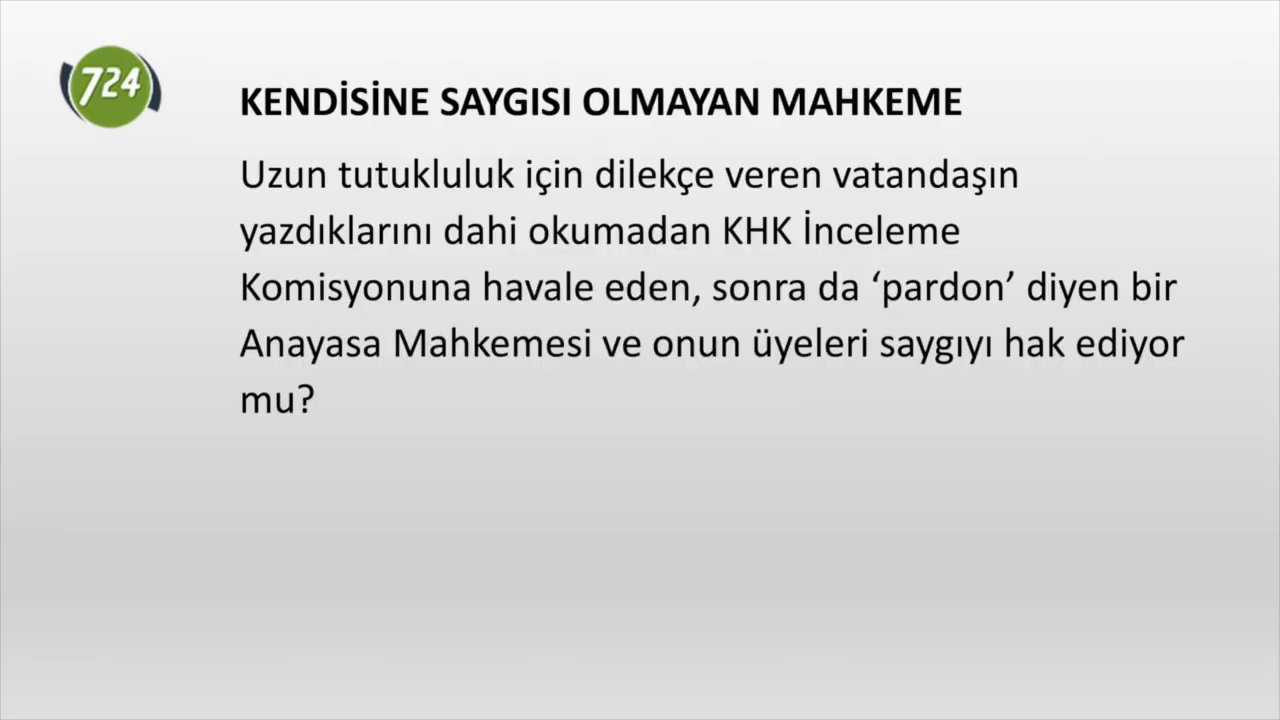 724
KENDİSİNE SAYGISI OLMAYAN MAHKEME
Uzun tutukluluk için dilekçe veren vatandaşın
yazdıklarını dahi okumadan KHK İnceleme
Komisyonuna havale eden, sonra da ‘pardon’ diyen bir
Anayasa Mahkemesi ve onun üyeleri saygıyı hak ediyor
mu?